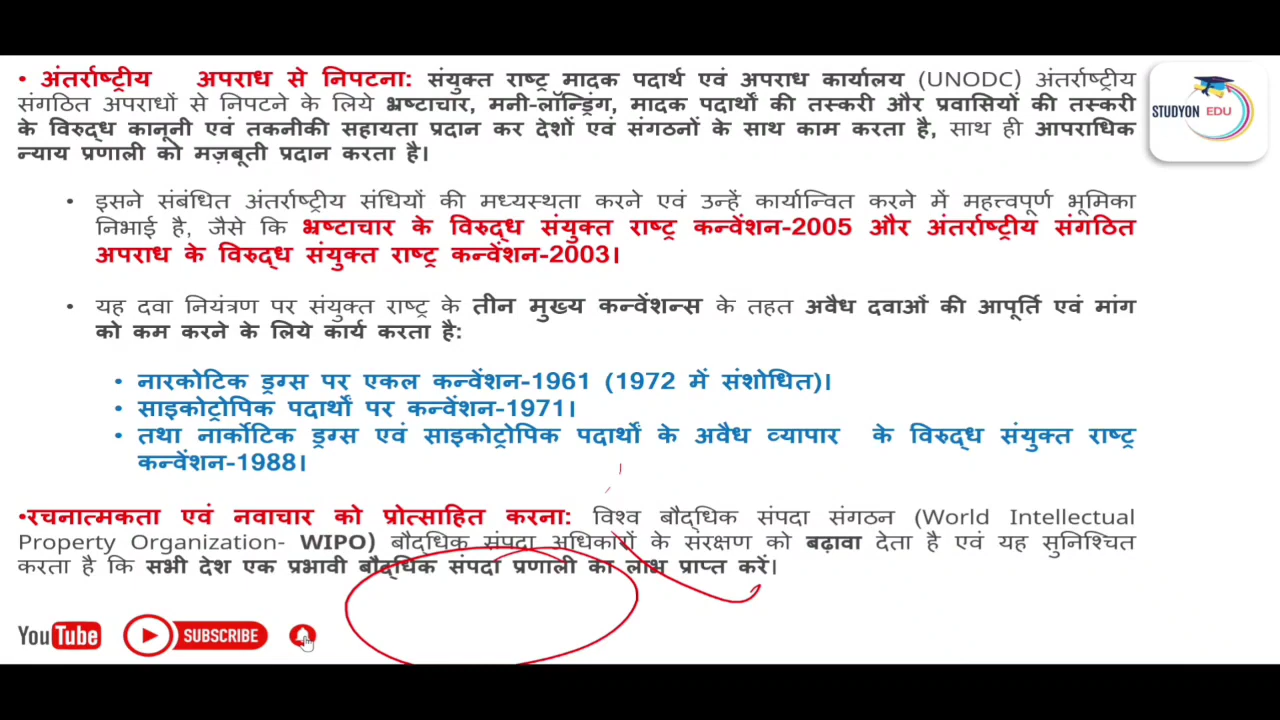 • अंतर्राष्ट्रीय अपराध से निपटना: संयुक्त राष्ट्र मादक पदार्थ एवं अपराध कार्यालय (UNODC) अंतर्राष्ट्रीय
संगठित अपराधों से निपटने के लिये भ्रष्टाचार, मनी-लॉन्ड्रिंग, मादक पदार्थों की तस्करी और प्रवासियों की तस्करी
के विरुद्ध कानूनी एवं तकनीकी सहायता प्रदान कर देशों एवं संगठनों के साथ काम करता है, साथ ही आपराधिक
न्याय प्रणाली को मज़बूती प्रदान करता है।
STUDYON EDU
• इसने संबंधित अंतर्राष्ट्रीय संधियों की मध्यस्थता करने एवं उन्हें कार्यान्वित करने में महत्त्वपूर्ण भूमिका
निभाई है, जैसे कि भ्रष्टाचार के विरुद्ध संयुक्त राष्ट्र कन्वेंशन-2005 और अंतर्राष्ट्रीय संगठित
अपराध के विरुद्ध संयुक्त राष्ट्र कन्वेंशन-2003।
• यह दवा नियंत्रण पर संयुक्त राष्ट्र के तीन मुख्य कन्वेंशन्स के तहत अवैध दवाओं की आपूर्ति एवं मांग
को कम करने के लिये कार्य करता है:
• नारकोटिक ड्रग्स पर एकल कन्वेंशन-1961 (1972 में संशोधित)।
• साइकोट्रोपिक पदार्थों पर कन्वेंशन-1971।
• तथा नार्कोटिक ड्रग्स एवं साइकोट्रोपिक पदार्थों के अवैध व्यापार के विरुद्ध संयुक्त राष्ट्र
कन्वेंशन-1988।
•रचनात्मकता एवं नवाचार को प्रोत्साहित करना: विश्व बौद्धिक संपदा संगठन (World Intellectual
Property Organization- WIPO) बौद्धिक संपदा अधिकारों के संरक्षण को बढ़ावा देता है एवं यह सुनिश्चित
करता है कि सभी देश एक प्रभावी बौद्धिक संपदा प्रणाली का लाभ प्राप्त करें।
YouTube SUBSCRIBE